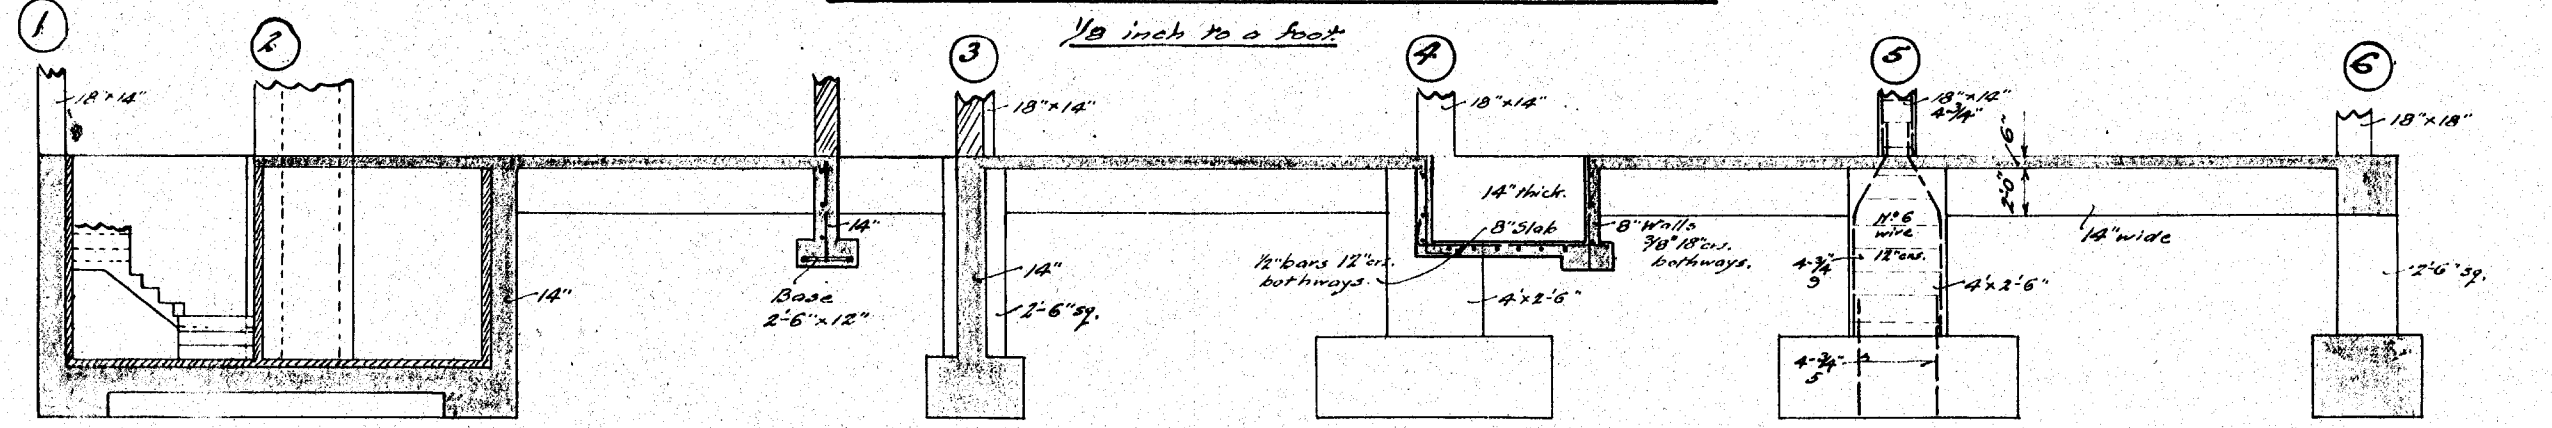 1/8 inch to a foot.
1
2
3
4
5
6
18"×14"
18"×14"
18"×14"
18"×14"
4-3/4"
18"×18"
6"
2'-0"
14"
14"
14"
Base
2'-6"×12"
2'-6" sq.
14" thick.
8" Slab
1/2" bars 12" crs.
bothways.
8" Walls
3/8" 18" crs.
bothways.
4'×2'-6"
Nº 6
wire
12" crs.
4-3/4"
9
4'×2'-6"
4-3/4"
5
14" wide
2'-6" sq.